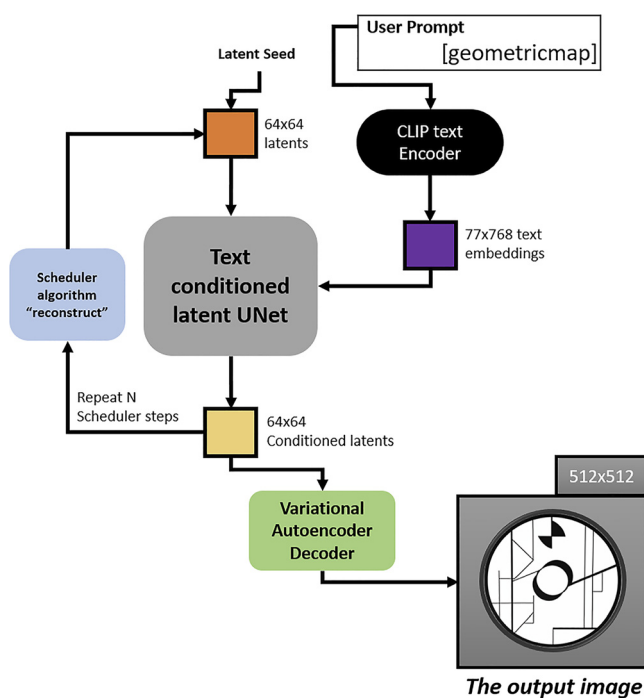 User Prompt
[geometricmap]
Latent Seed
64x64
latents
CLIP text
Encoder
77x768 text
embeddings
Text
conditioned
latent UNet
Scheduler
algorithm
“reconstruct”
Repeat N
Scheduler steps
64x64
Conditioned latents
Variational
Autoencoder
Decoder
512x512
The output image